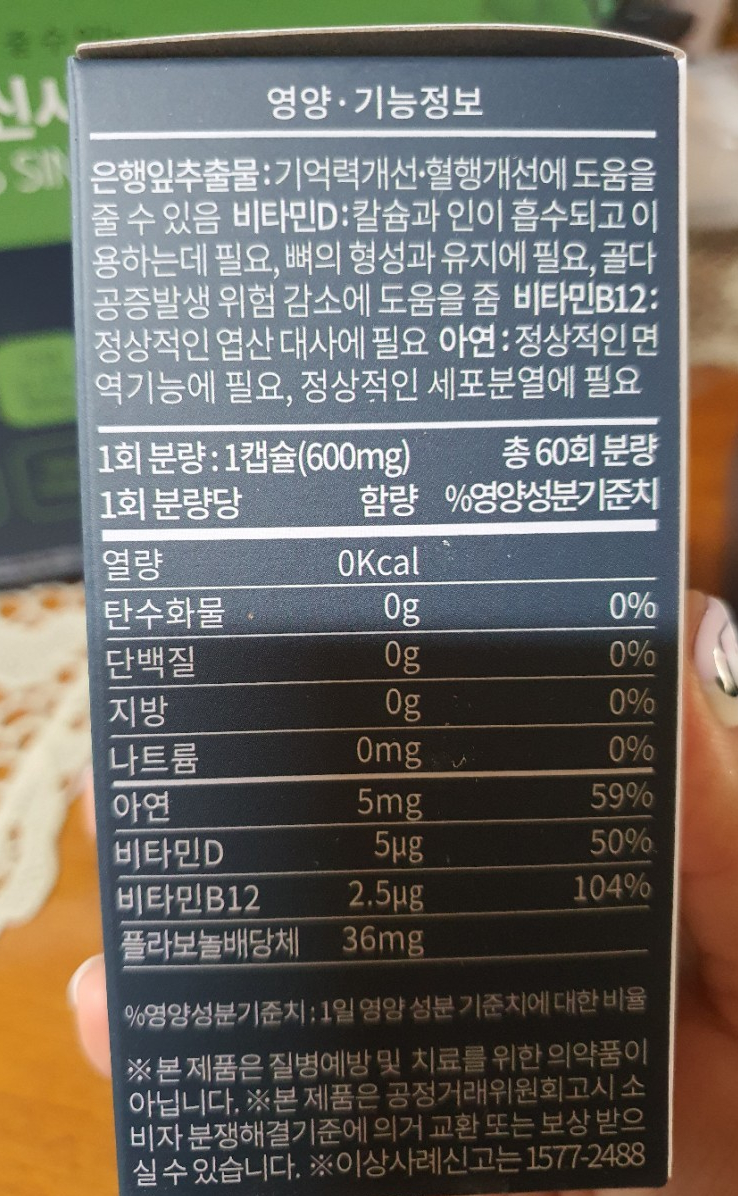 신사
SIN
영양·기능정보
은행잎추출물:기억력개선·혈행개선에 도움을
줄 수 있음 비타민D:칼슘과 인이 흡수되고 이
용하는데 필요, 뼈의 형성과 유지에 필요, 골다
공증발생 위험 감소에 도움을 줌 비타민B12:
정상적인 엽산 대사에 필요 아연:정상적인 면
역기능에 필요, 정상적인 세포분열에 필요
1회 분량:1캡슐(600mg) 총 60회 분량
1회 분량당 함량 %영양성분기준치
열량 0Kcal
탄수화물 0g 0%
단백질 0g 0%
지방 0g 0%
나트륨 0mg 0%
아연 5mg 59%
비타민D 5µg 50%
비타민B12 2.5µg 104%
플라보놀배당체 36mg
%영양성분기준치:1일 영양 성분 기준치에 대한 비율
※본 제품은 질병예방 및 치료를 위한 의약품이
아닙니다. ※본 제품은 공정거래위원회고시 소
비자 분쟁해결기준에 의거 교환 또는 보상 받으
실 수 있습니다. ※이상사례신고는 1577-2488